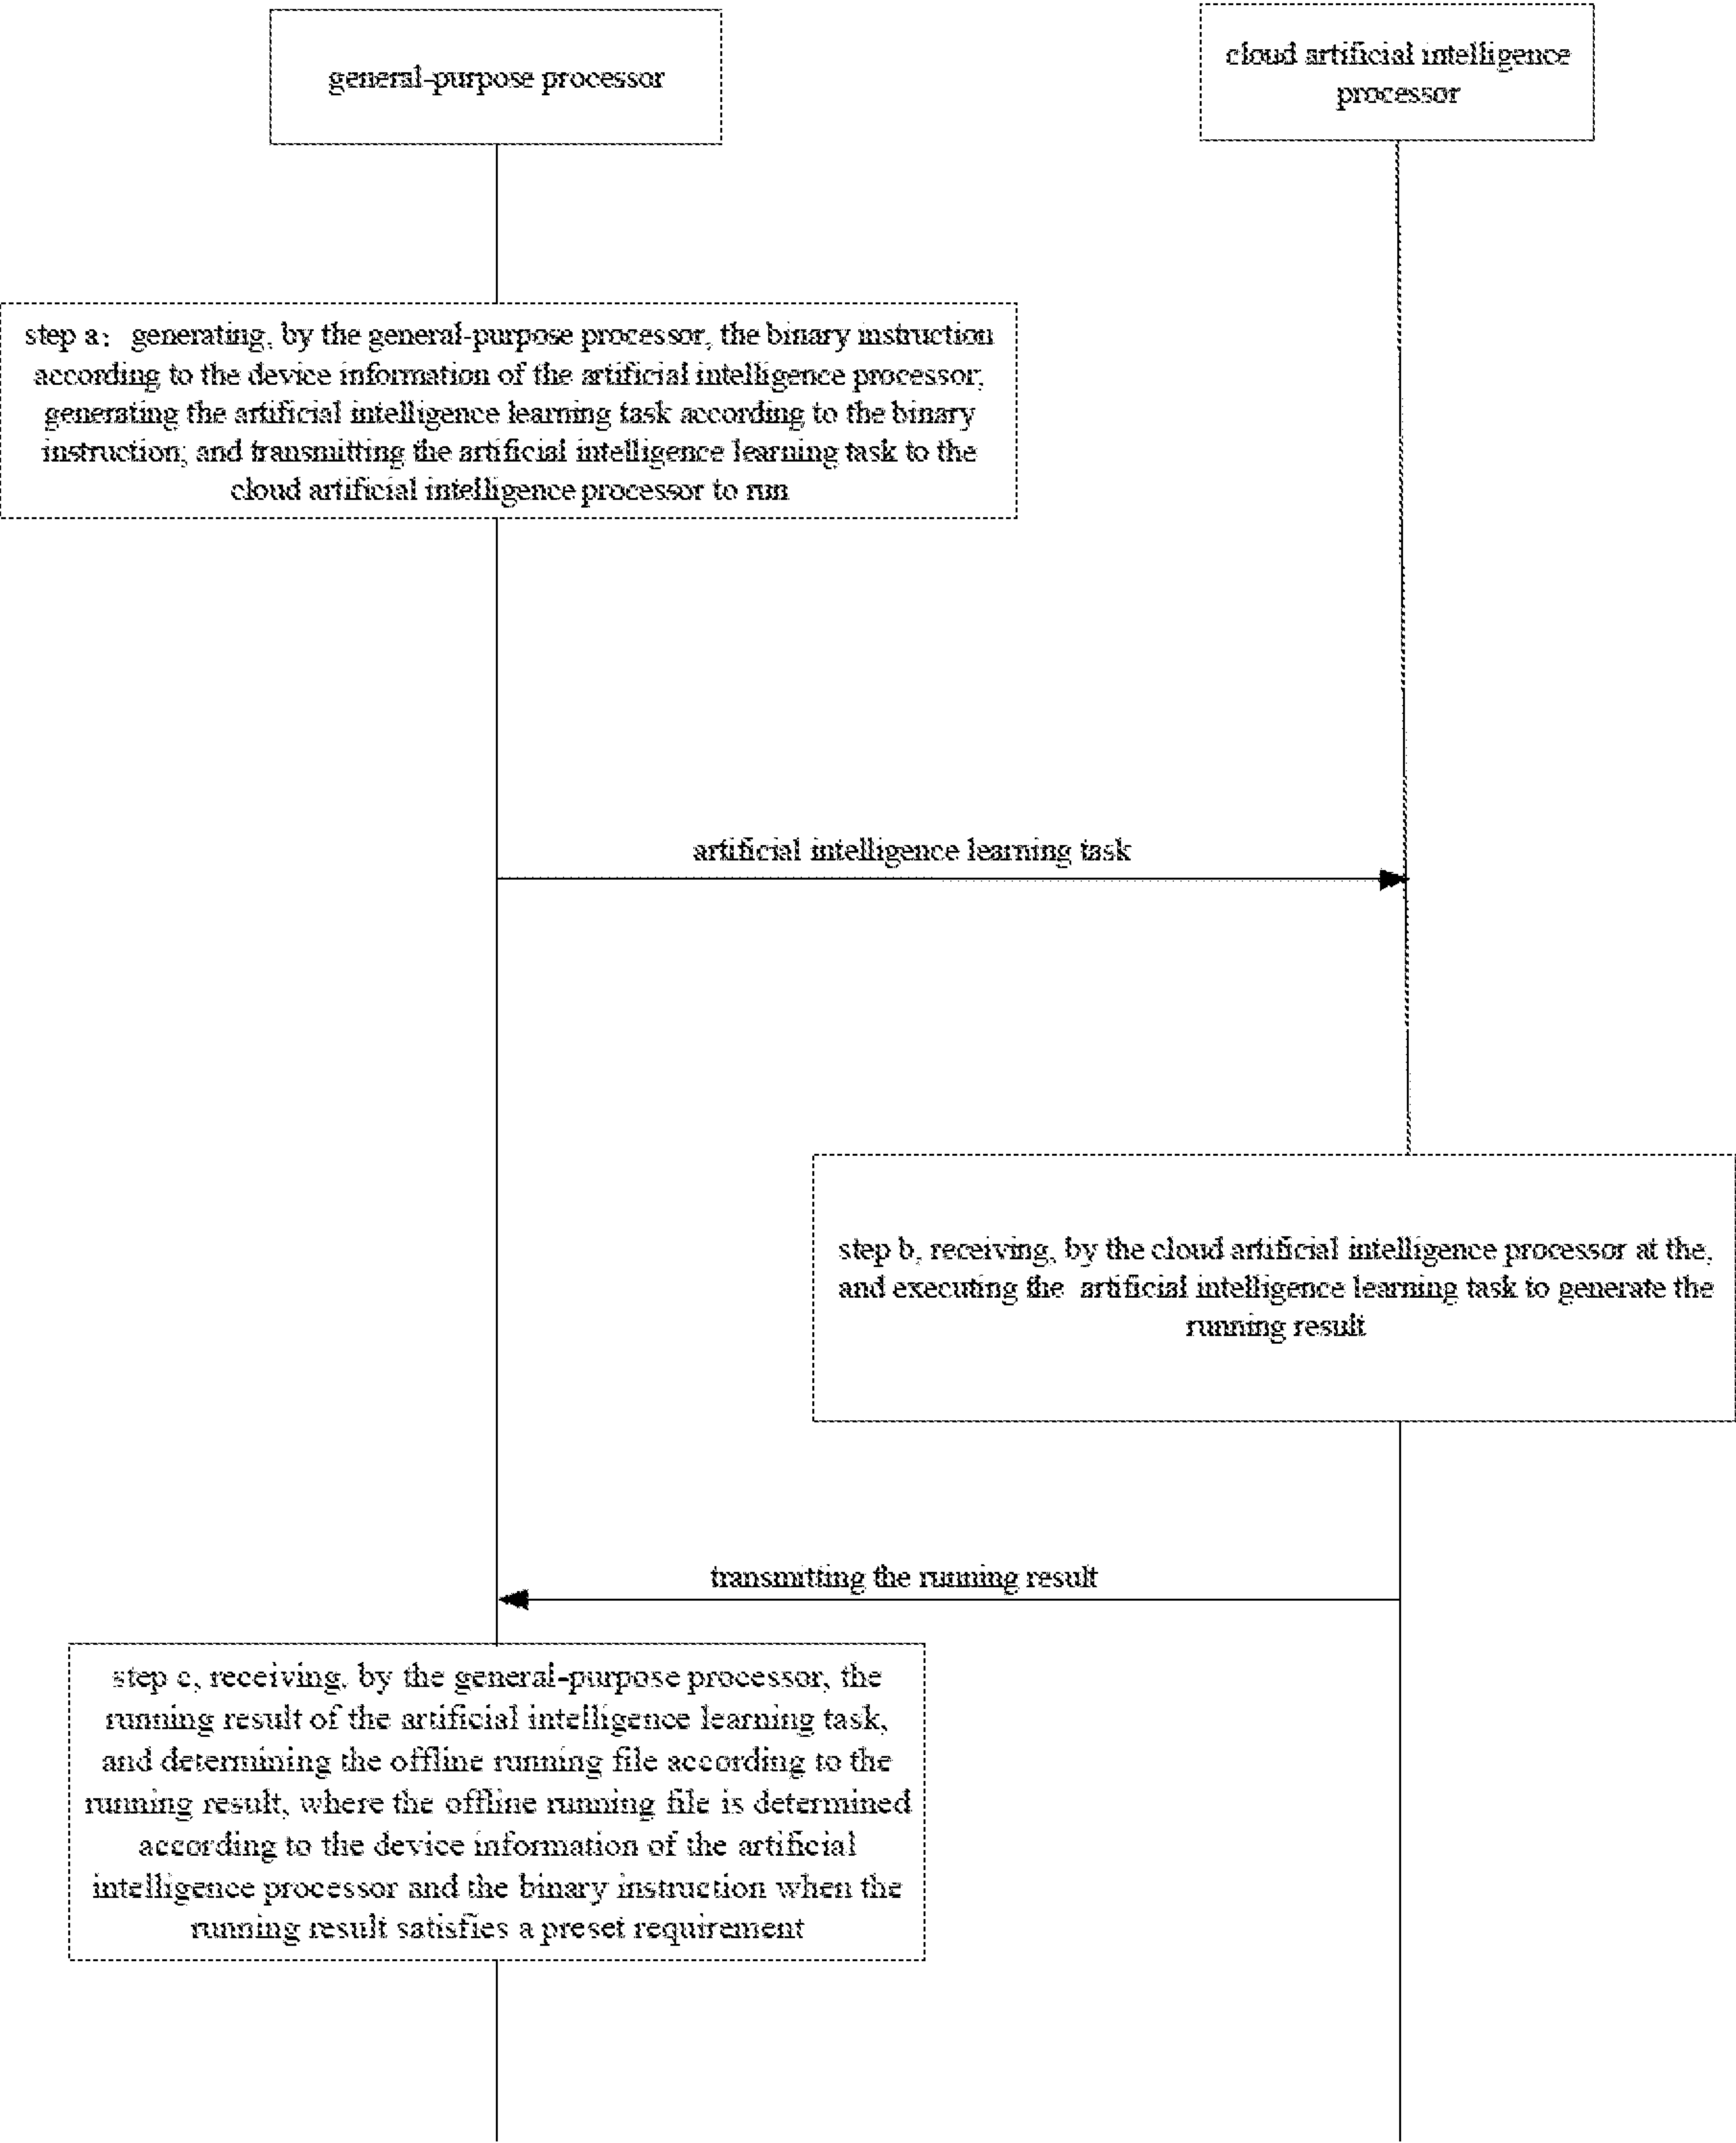 general-purpose processor
cloud artificial intelligence
processor
step a： generating, by the general-purpose processor, the binary instruction
according to the device information of the artificial intelligence processor;
generating the artificial intelligence learning task according to the binary
instruction; and transmitting the artificial intelligence learning task to the
cloud artificial intelligence processor to run
artificial intelligence learning task
step b, receiving, by the cloud artificial intelligence processor at the,
and executing the  artificial intelligence learning task to generate the
running result
transmitting the running result
step c, receiving, by the general-purpose processor, the
running result of the artificial intelligence learning task,
and determining the offline running file according to the
running result, where the offline running file is determined
according to the device information of the artificial
intelligence processor and the binary instruction when the
running result satisfies a preset requirement